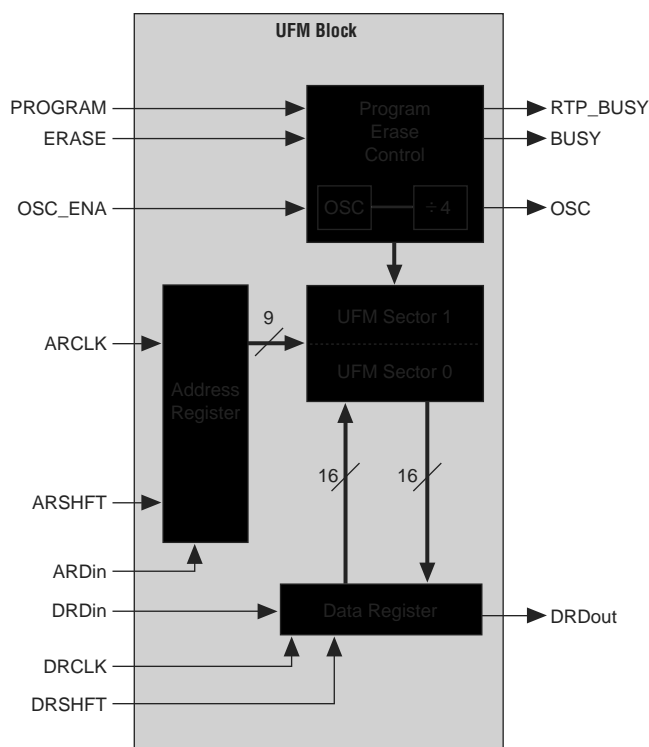 UFM Block
PROGRAM
ERASE
OSC_ENA
Program
Erase
Control
OSC
÷4
RTP_BUSY
BUSY
OSC
ARCLK
ARSHFT
ARDin
Address
Register
9
UFM Sector 1
UFM Sector 0
16
16
DRDin
DRCLK
DRSHFT
Data Register
DRDout